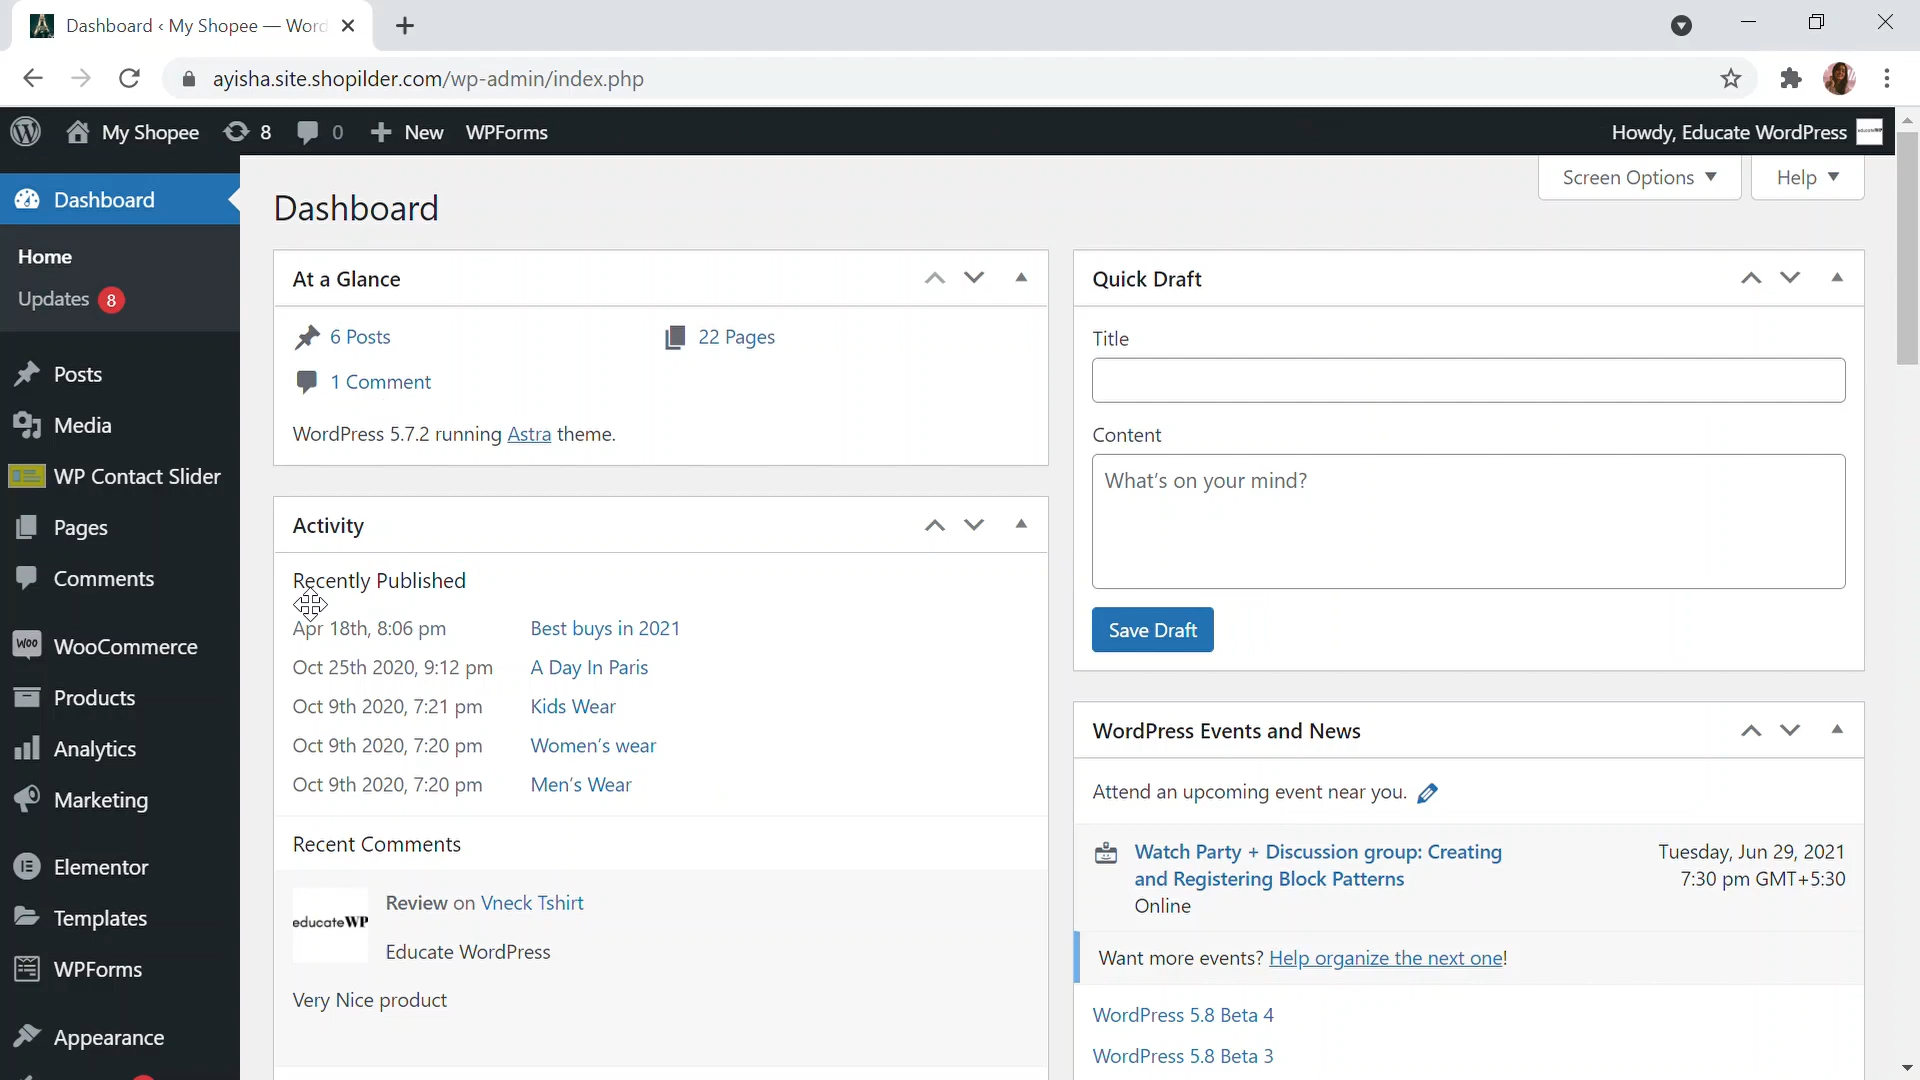 Dashboard ‹ My Shopee — Word
ayisha.site.shopilder.com/wp-admin/index.php
My Shopee 8 0 New WPForms
Howdy, Educate WordPress
Screen Options Help
Dashboard
Home
Updates 8
Posts
Media
WP Contact Slider
Pages
Comments
WooCommerce
Products
Analytics
Marketing
Elementor
Templates
WPForms
Appearance
Dashboard
At a Glance
6 Posts 22 Pages
1 Comment
WordPress 5.7.2 running Astra theme.
Activity
Recently Published
Apr 18th, 8:06 pm Best buys in 2021
Oct 25th 2020, 9:12 pm A Day In Paris
Oct 9th 2020, 7:21 pm Kids Wear
Oct 9th 2020, 7:20 pm Women's wear
Oct 9th 2020, 7:20 pm Men's Wear
Recent Comments
educateWP
Review on Vneck Tshirt
Educate WordPress
Very Nice product
Quick Draft
Title
Content
What's on your mind?
Save Draft
WordPress Events and News
Attend an upcoming event near you.
Watch Party + Discussion group: Creating
and Registering Block Patterns
Online
Tuesday, Jun 29, 2021
7:30 pm GMT+5:30
Want more events? Help organize the next one!
WordPress 5.8 Beta 4
WordPress 5.8 Beta 3